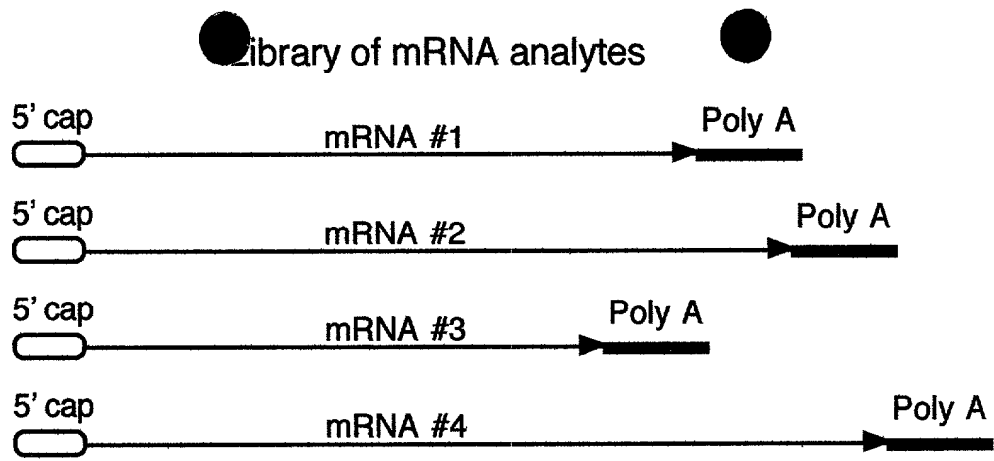 Library of mRNA analytes
5' cap
mRNA #1
Poly A
5' cap
mRNA #2
Poly A
5' cap
mRNA #3
Poly A
5' cap
mRNA #4
Poly A